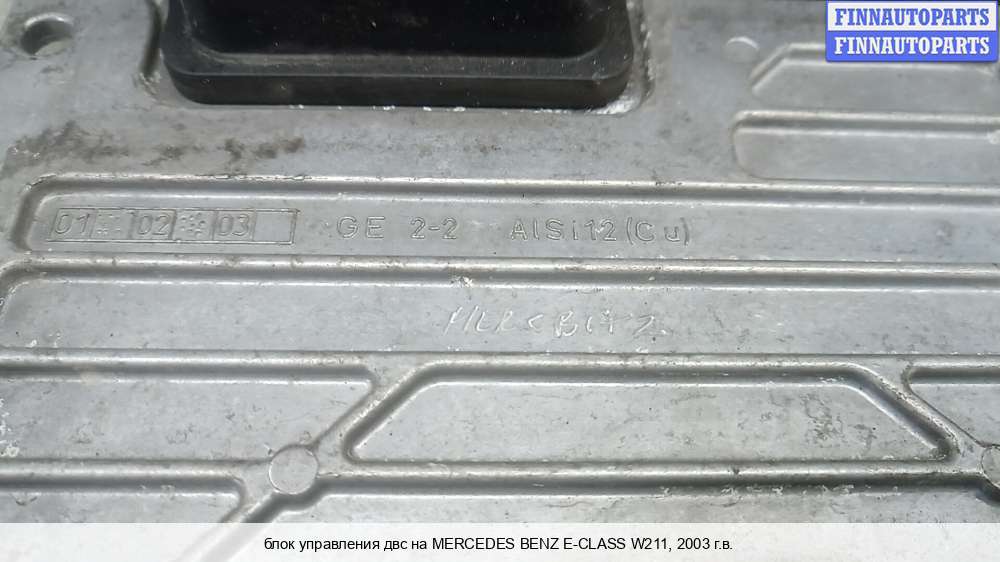 FINNAUTOPARTS
FINNAUTOPARTS
01 02 03 GE 2-2 AlSi12(Cu)
блок управления двс на MERCEDES BENZ E-CLASS W211, 2003 г.в.